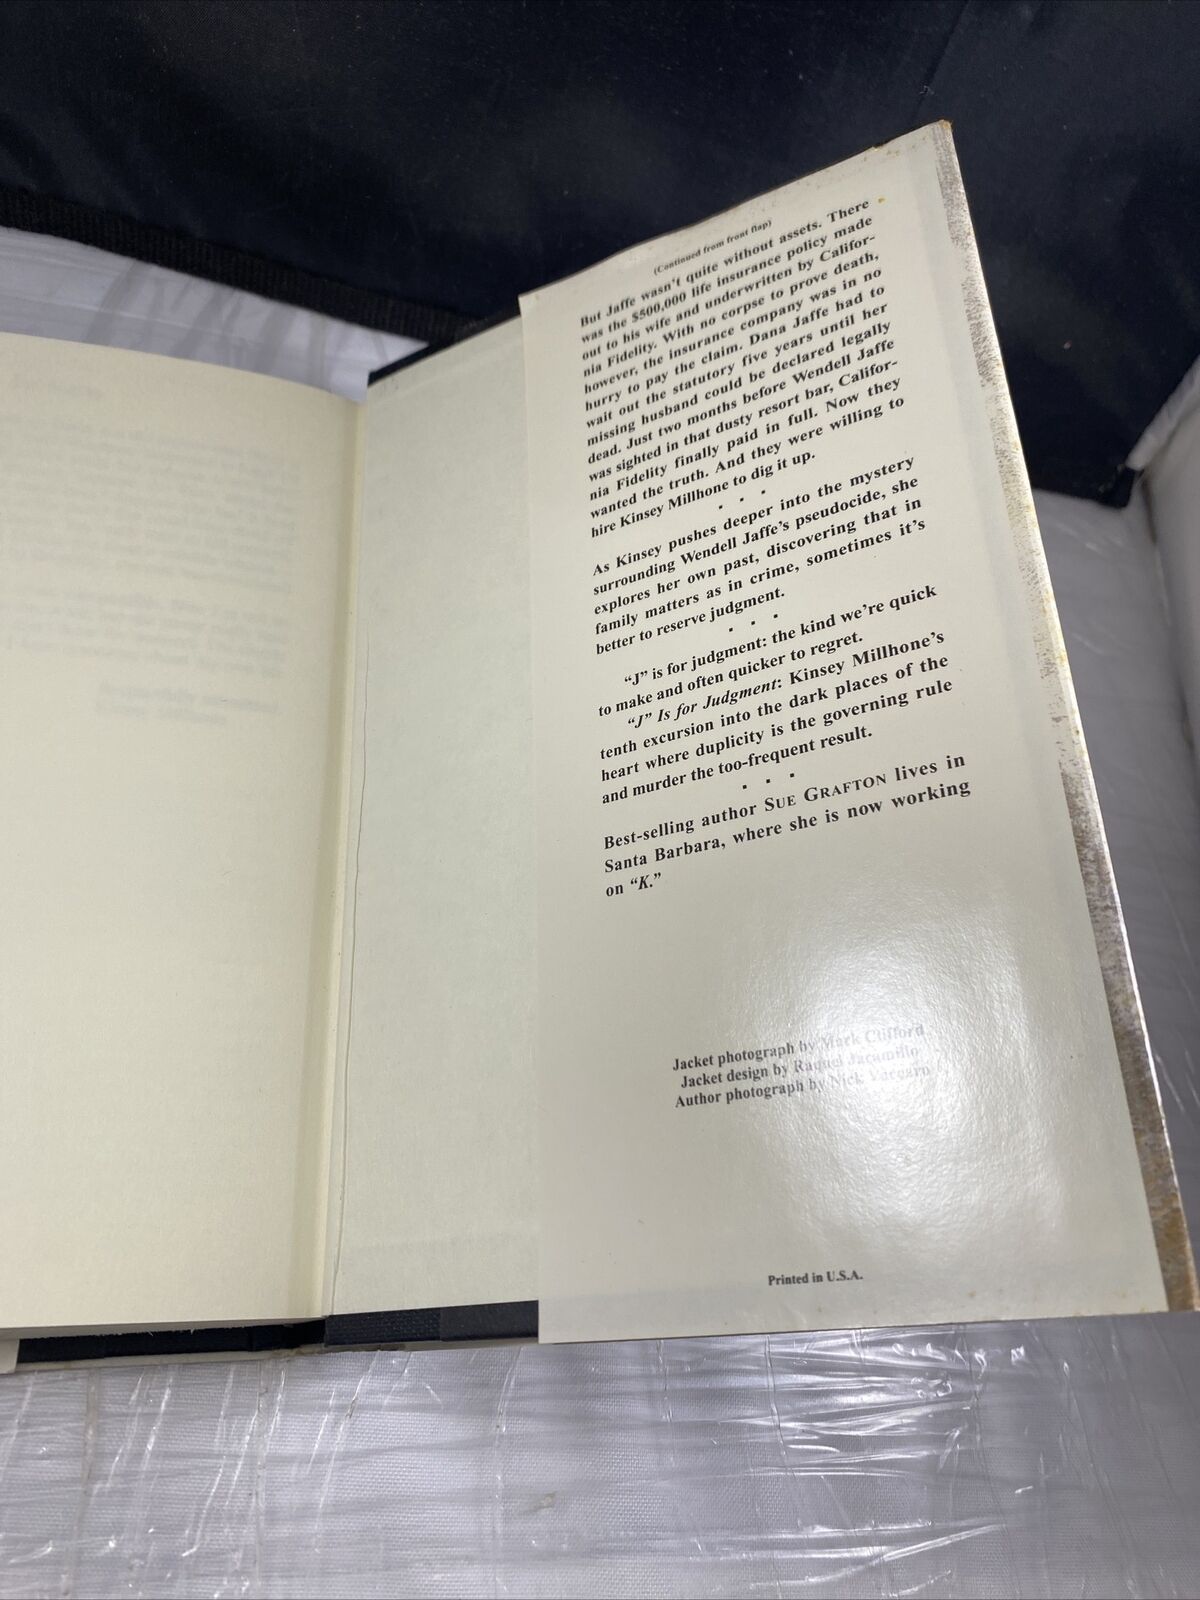 (Continued from front flap)
But Jaffe wasn't quite without assets. There
was the $500,000 life insurance policy made
out to his wife and underwritten by Califor-
nia Fidelity. With no corpse to prove death,
however, the insurance company was in no
hurry to pay the claim. Dana Jaffe had to
wait out the statutory five years until her
missing husband could be declared legally
dead. Just two months before Wendell Jaffe
was sighted in that dusty resort bar, Califor-
nia Fidelity finally paid in full. Now they
wanted the truth. And they were willing to
hire Kinsey Millhone to dig it up.
As Kinsey pushes deeper into the mystery
surrounding Wendell Jaffe's pseudocide, she
explores her own past, discovering that in
family matters as in crime, sometimes it's
better to reserve judgment.
"J" is for judgment: the kind we're quick
to make and often quicker to regret.
"J" Is for Judgment: Kinsey Millhone's
tenth excursion into the dark places of the
heart where duplicity is the governing rule
and murder the too-frequent result.
Best-selling author SUE GRAFTON lives in
Santa Barbara, where she is now working
on "K."
Jacket photograph by Mark Clifford
Jacket design by Raquel Jaramillo
Author photograph by Nick Vaccaro
Printed in U.S.A.